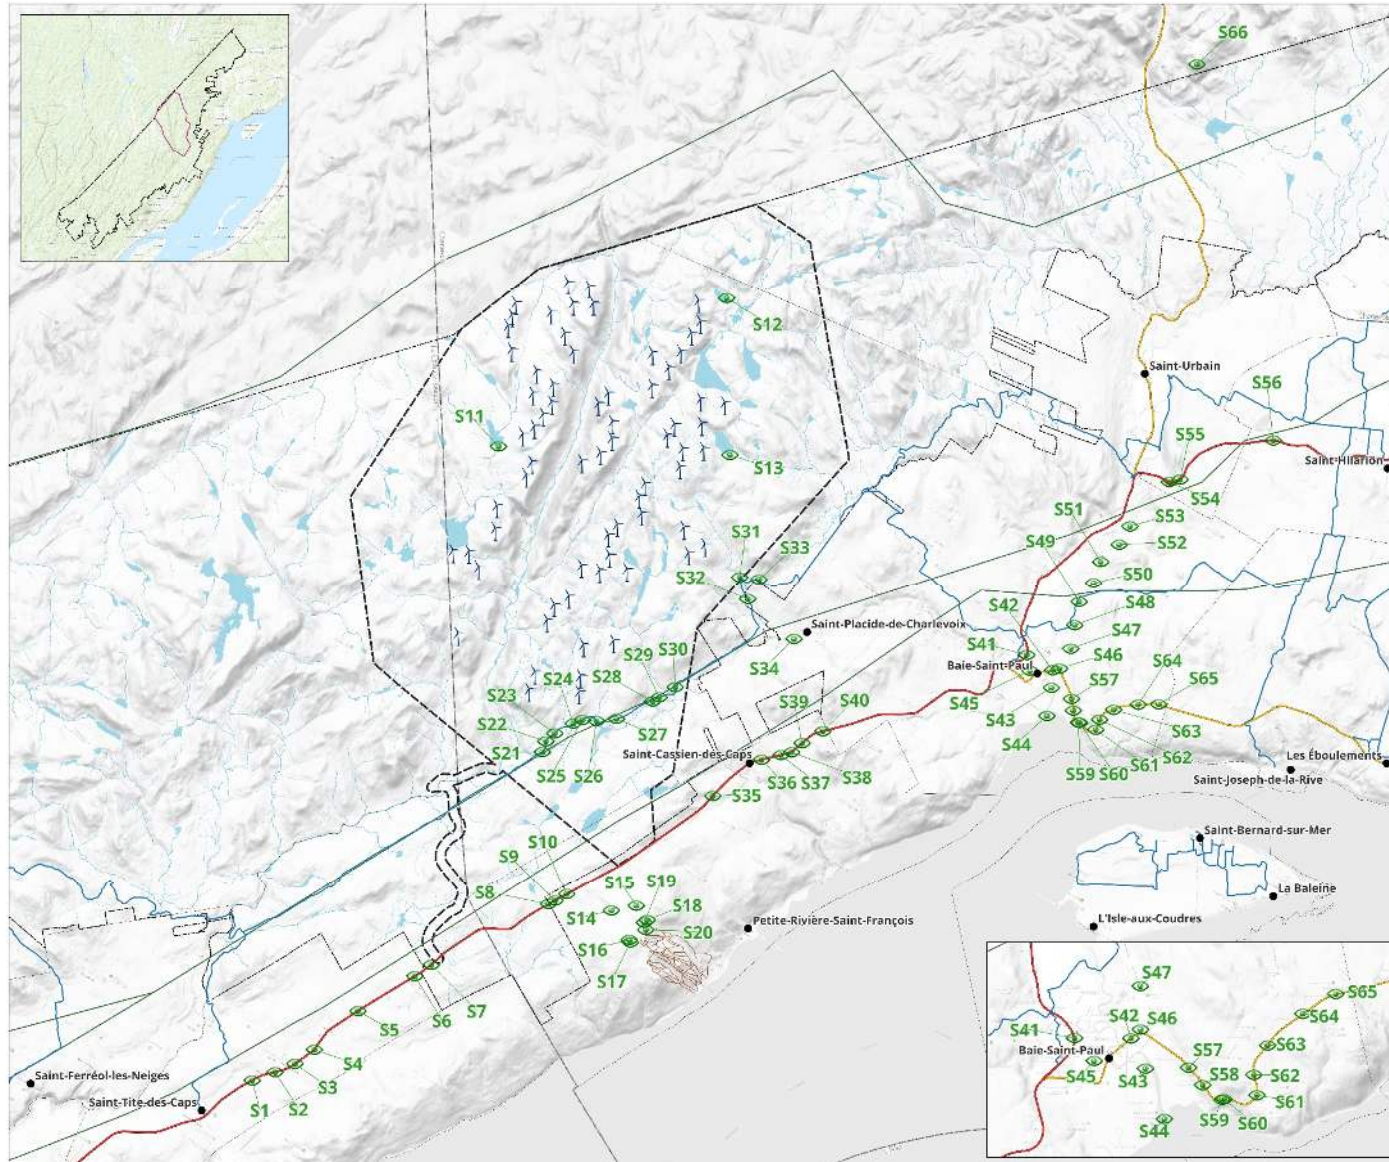 S66
S12
Saint-Urbain
S11
S56
S55
Saint-Hilarion
S13
S54
S51
S53
S49
S52
S31
S33
S50
S32
S42
S48
Saint-Placide-de-Charlevoix
S47
S30
S41
S29
S34
Baie-Saint-Paul
S46
S64
S24
S28
S57
S65
S23
S45
S39
S40
S43
S22
S27
S44
S63
S21
Saint-Cassien-des-Caps
S62
S25
S26
S36
S38
S59
S60
S61
Les Éboulements
S37
Saint-Joseph-de-la-Rive
S35
Saint-Bernard-sur-Mer
S10
S9
S8
S15
S19
La Baleine
S14
S18
Petite-Rivière-Saint-François
L'Isle-aux-Coudres
S20
S16
S17
S7
S6
S5
S4
Saint-Ferréol-les-Neiges
S3
S2
S1
Saint-Tite-des-Caps
S47
S65
S42
S46
S64
S41
Baie-Saint-Paul
S57
S63
S45
S43
S58
S62
S61
S44
S59
S60